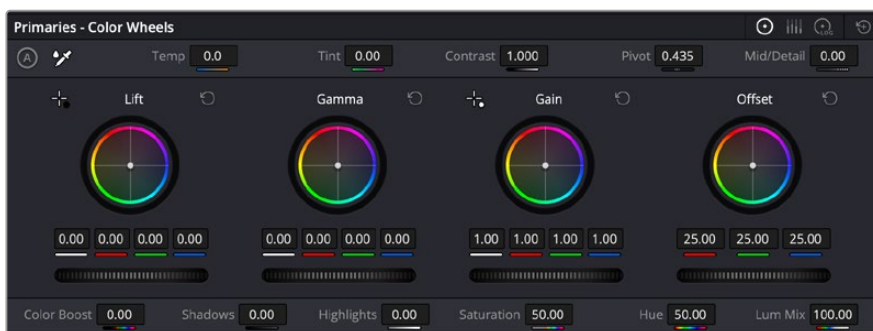 Primaries - Color Wheels
LOG
A Temp 0.0 Tint 0.00 Contrast 1.000 Pivot 0.435 Mid/Detail 0.00
Lift Gamma Gain Offset
0.00 0.00 0.00 0.00 0.00 0.00 0.00 0.00 1.00 1.00 1.00 1.00 25.00 25.00 25.00
Color Boost 0.00 Shadows 0.00 Highlights 0.00 Saturation 50.00 Hue 50.00 Lum Mix 100.00